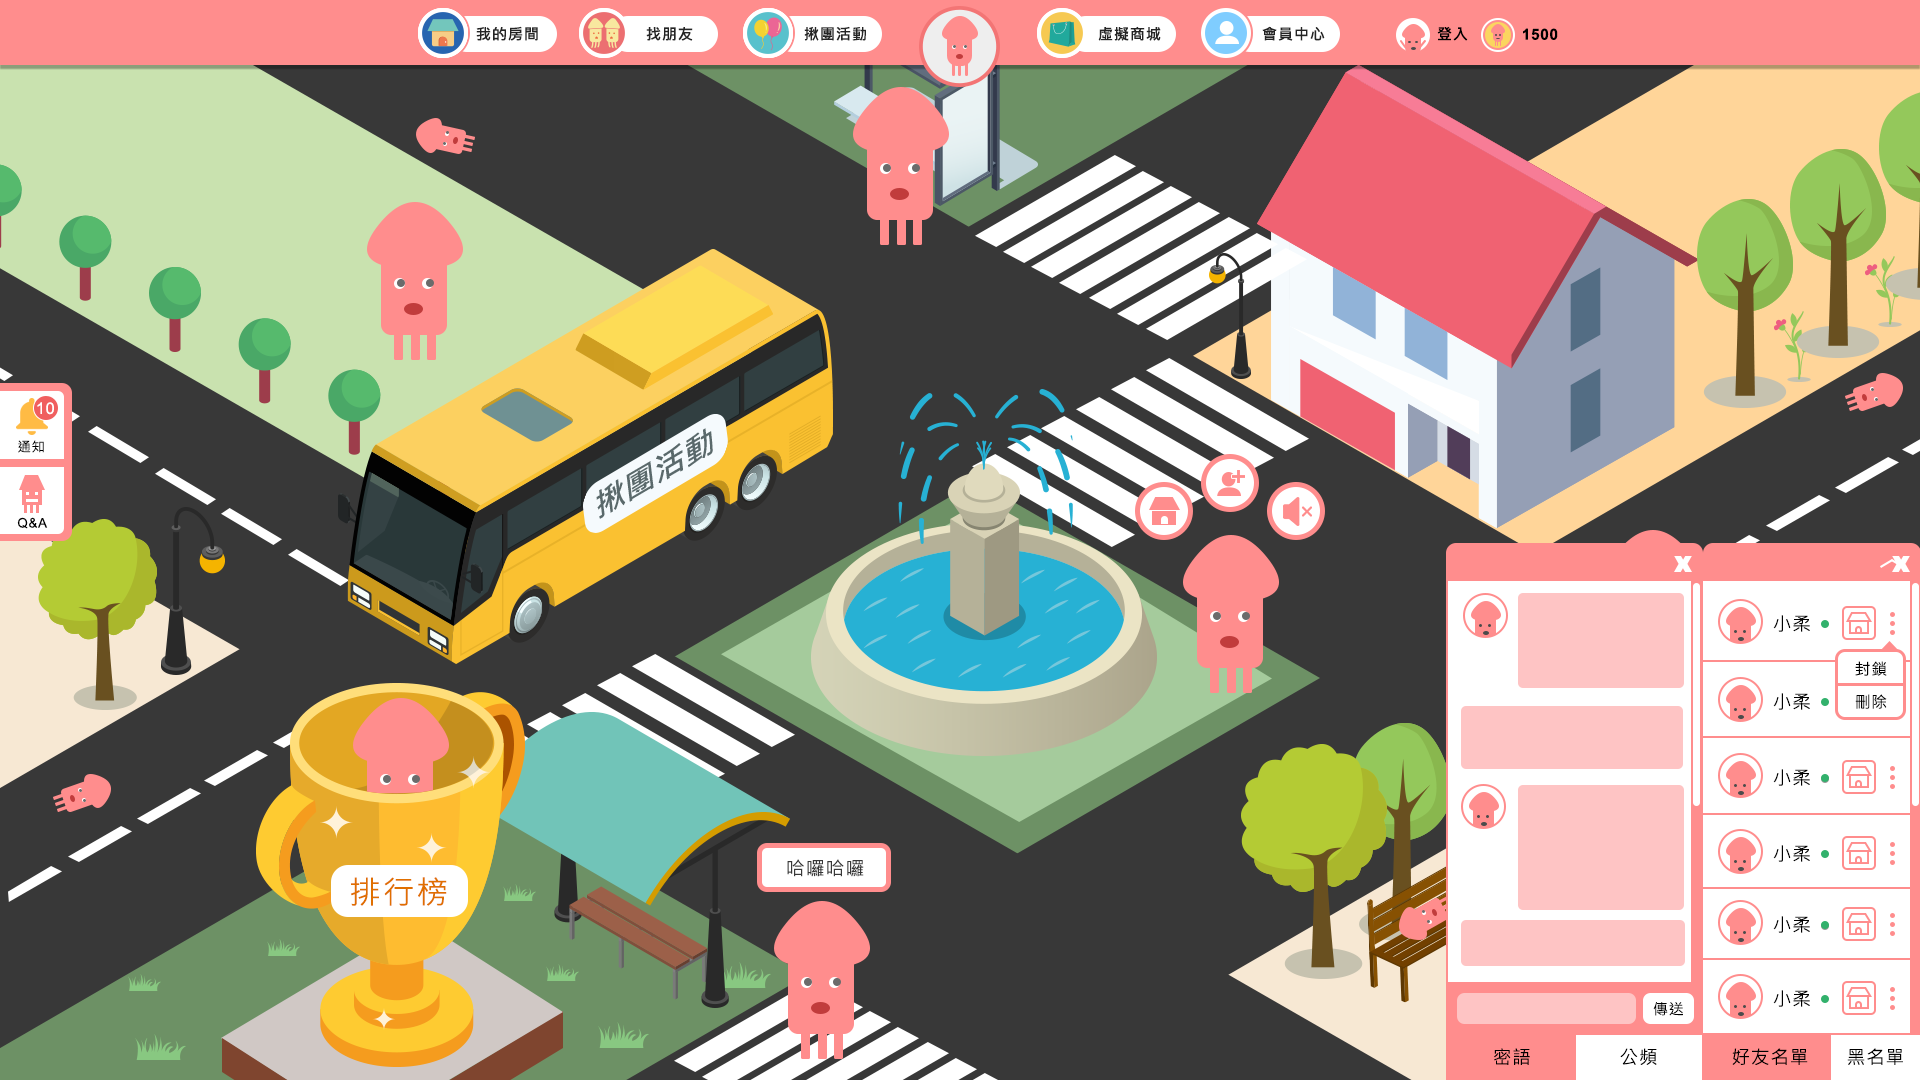 我的房間
找朋友
揪團活動
虛擬商城
會員中心
登入
1500
10
通知
Q&A
揪團活動
排行榜
哈囉哈囉
X
X
小柔
封鎖
刪除
小柔
小柔
小柔
小柔
小柔
傳送
密語
公頻
好友名單
黑名單